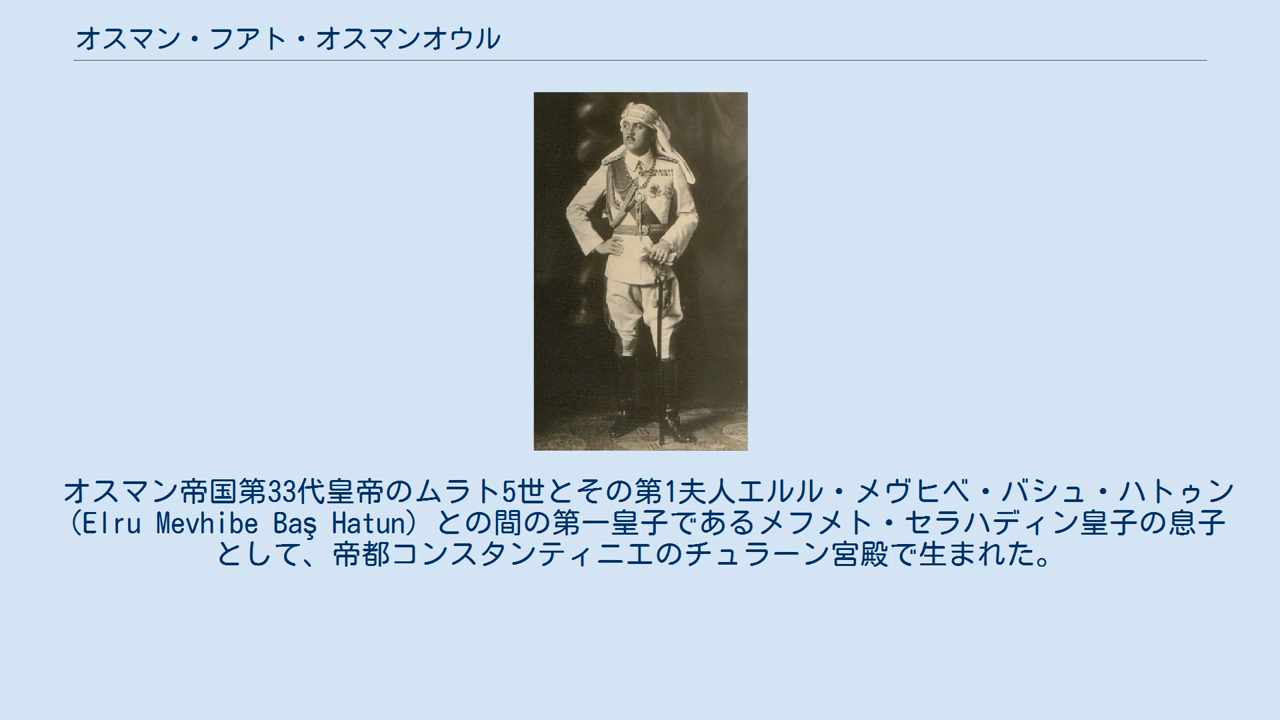 オスマン・フアト・オスマンオウル
オスマン帝国第33代皇帝のムラト5世とその第1夫人エルル・メヴヒベ・バシュ・ハトゥン
（Elru Mevhibe Baş Hatun）との間の第一皇子であるメフメト・セラハディン皇子の息子
として、帝都コンスタンティニエのチュラーン宮殿で生まれた。